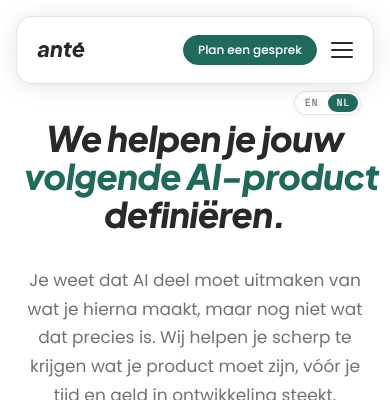 anté
Plan een gesprek
EN NL
We helpen je jouw
volgende AI-product
definiëren.
Je weet dat AI deel moet uitmaken van
wat je hierna maakt, maar nog niet wat
dat precies is. Wij helpen je scherp te
krijgen wat je product moet zijn, vóór je
tijd en geld in ontwikkeling steekt.